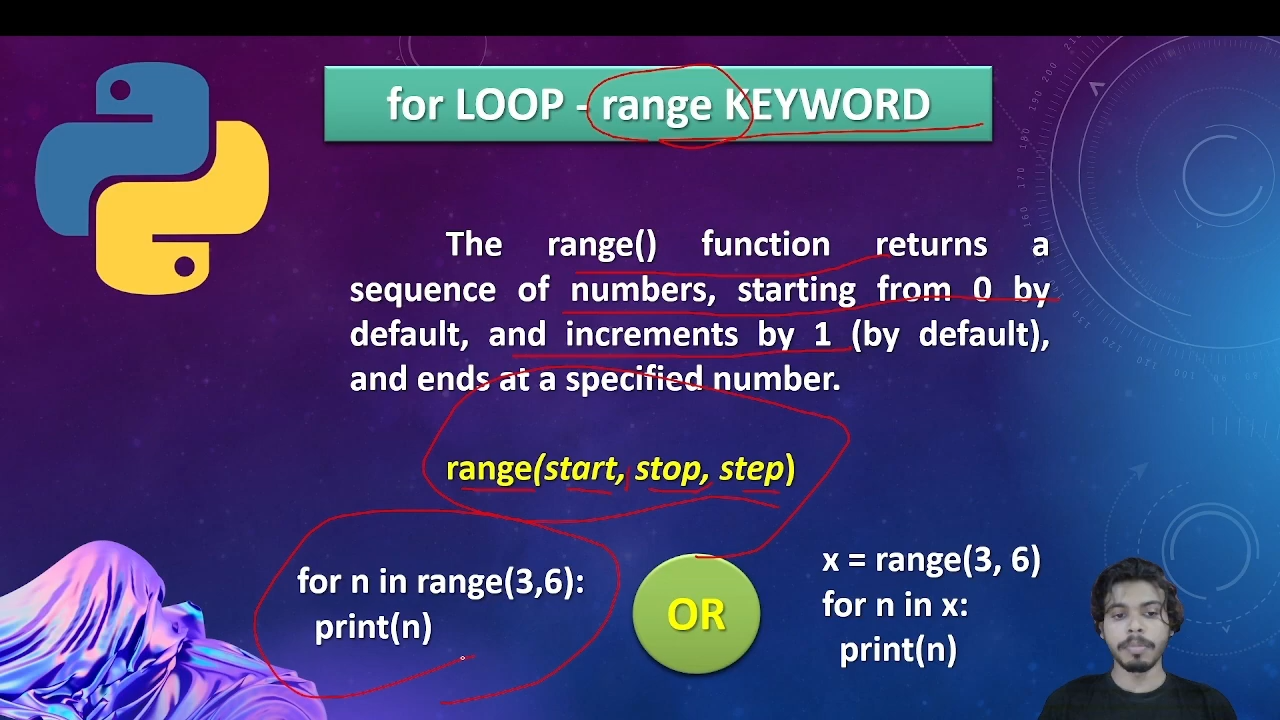 for LOOP - range KEYWORD
The range() function returns a
sequence of numbers, starting from 0 by
default, and increments by 1 (by default),
and ends at a specified number.
range(start, stop, step)
for n in range(3,6):
print(n)
OR
x = range(3, 6)
for n in x:
print(n)